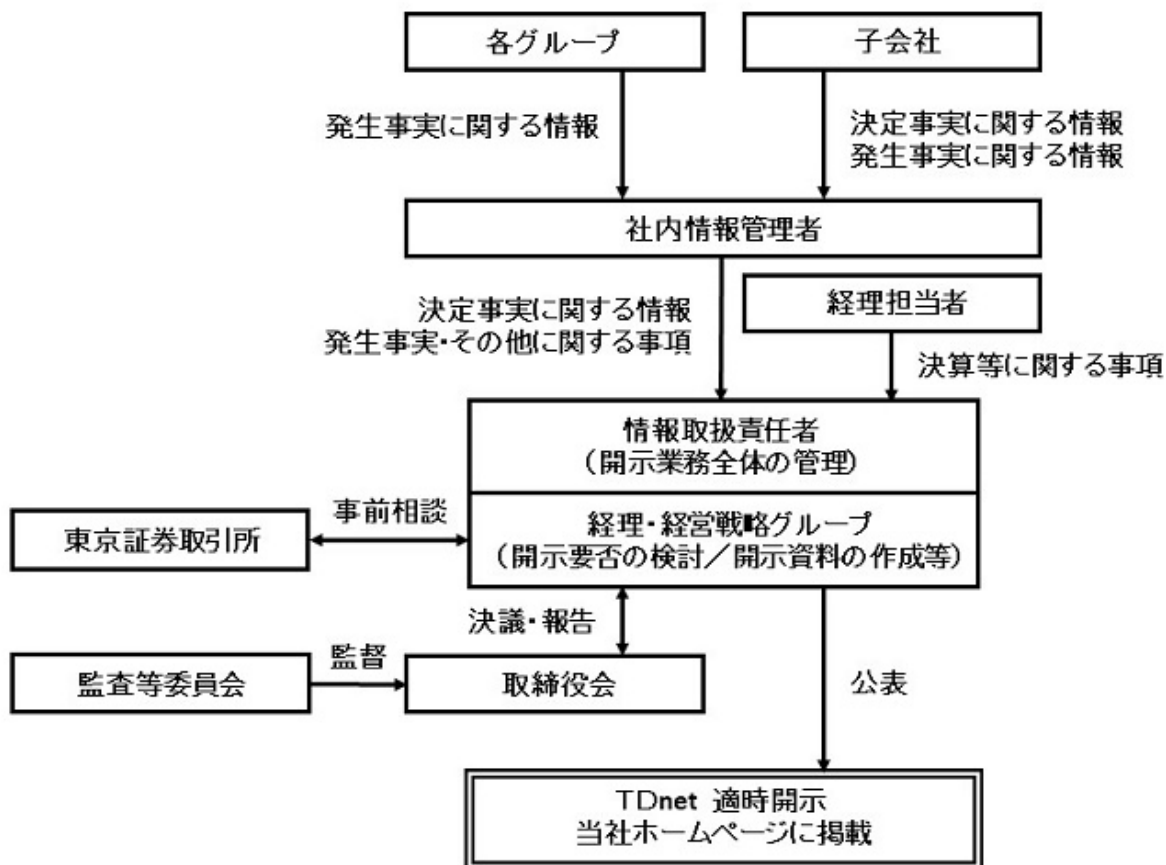 各グループ
子会社
発生事実に関する情報
決定事実に関する情報
発生事実に関する情報
社内情報管理者
決定事実に関する情報
発生事実・その他に関する事項
経理担当者
決算等に関する事項
情報取扱責任者
（開示業務全体の管理）
東京証券取引所
事前相談
経理・経営戦略グループ
（開示要否の検討／開示資料の作成等）
決議・報告
監査等委員会
監督
取締役会
公表
TDnet 適時開示
当社ホームページに掲載